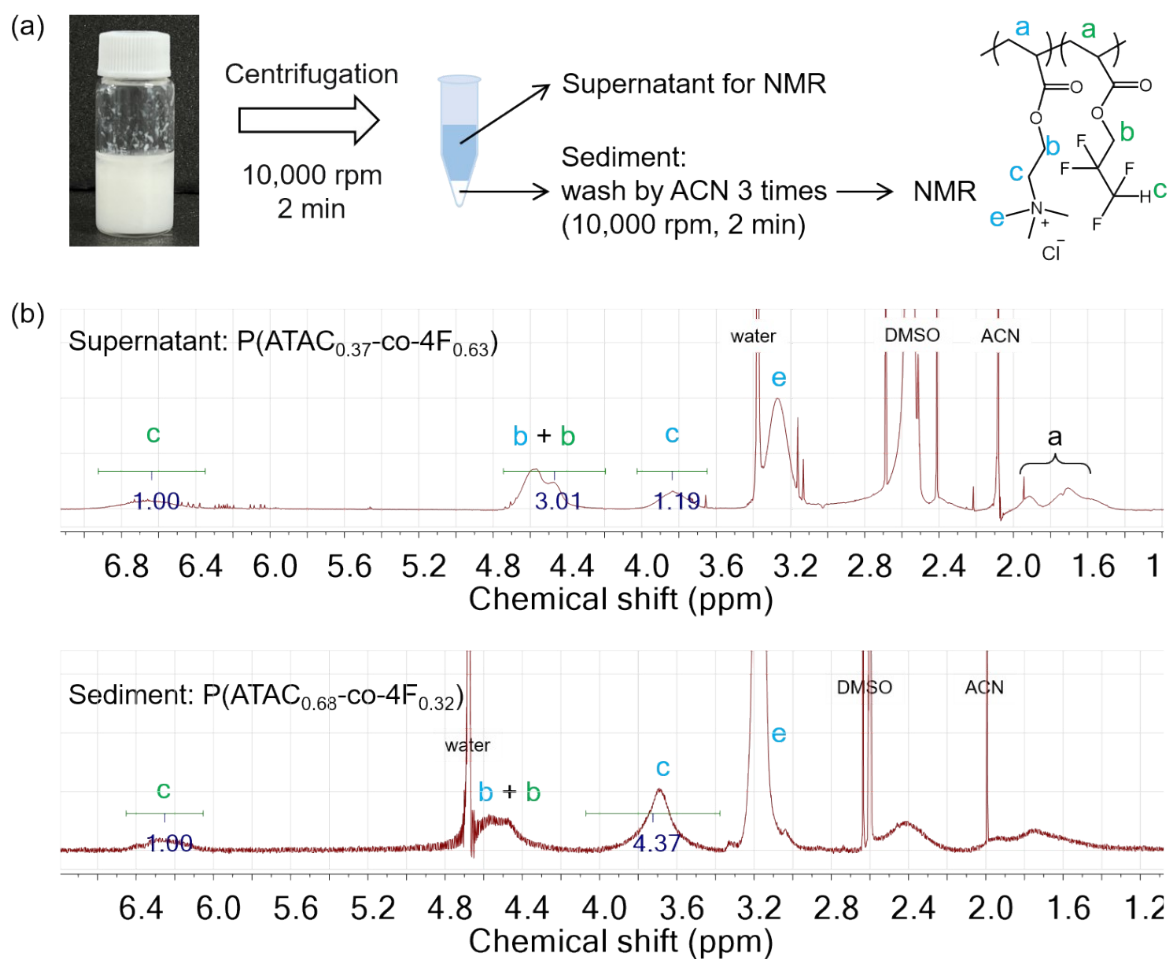 (a)
Centrifugation
10,000 rpm
2 min
Supernatant for NMR
Sediment:
wash by ACN 3 times
(10,000 rpm, 2 min)
NMR
a a
O O O O
b b
c F F
F H c
e N + F
Cl −
(b)
Supernatant: P(ATAC0.37-co-4F0.63)
water DMSO ACN
c b + b c e a
1.00 3.01 1.19
6.8 6.4 6.0 5.6 5.2 4.8 4.4 4.0 3.6 3.2 2.8 2.4 2.0 1.6 1
Chemical shift (ppm)
Sediment: P(ATAC0.68-co-4F0.32)
water DMSO ACN
c b + b c e
1.00 4.37
6.4 6.0 5.6 5.2 4.8 4.4 4.0 3.6 3.2 2.8 2.4 2.0 1.6 1.2
Chemical shift (ppm)